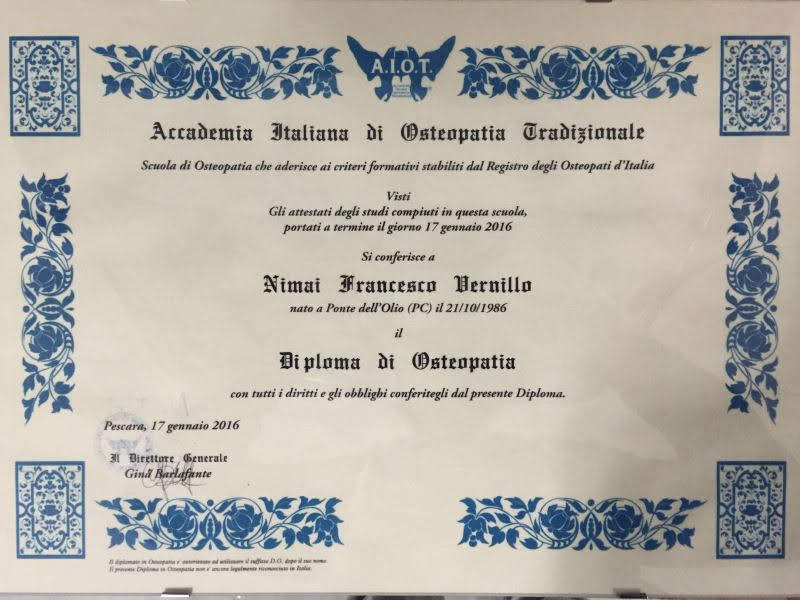 A.I.O.T.
Accademia Italiana di Osteopatia Tradizionale
Scuola di Osteopatia che aderisce ai criteri formativi stabiliti dal Registro degli Osteopati d'Italia
Visti
Gli attestati degli studi compiuti in questa scuola,
portati a termine il giorno 17 gennaio 2016
Si conferisce a
Nimai Francesco Vernillo
nato a Ponte dell'Olio (PC) il 21/10/1986
il
Diploma di Osteopatia
con tutti i diritti e gli obblighi conferitegli dal presente Diploma.
Pescara, 17 gennaio 2016
Il Direttore Generale
Gina Barlafante
Il diplomato in Osteopatia e' autorizzato ad utilizzare il suffisso D.O. dopo il suo nome.
Il presente Diploma in Osteopatia non e' ancora legalmente riconosciuto in Italia.